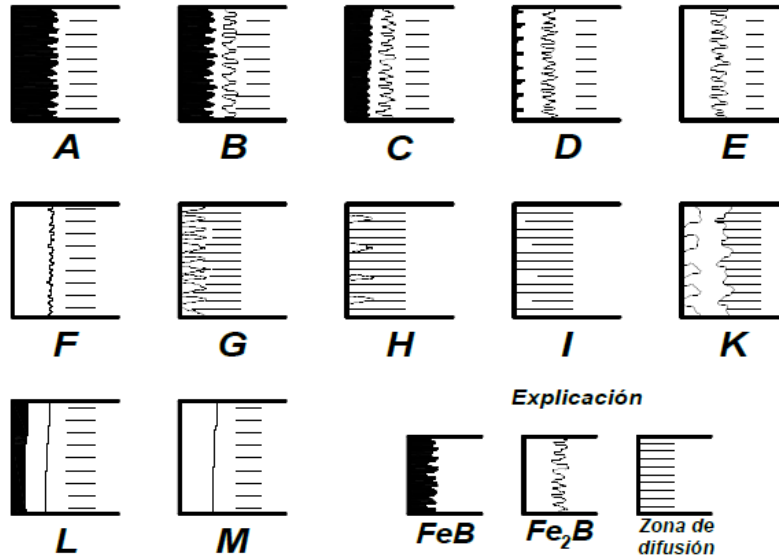 A B C D E
F G H I K
Explicación
L M FeB Fe₂B Zona de
difusión